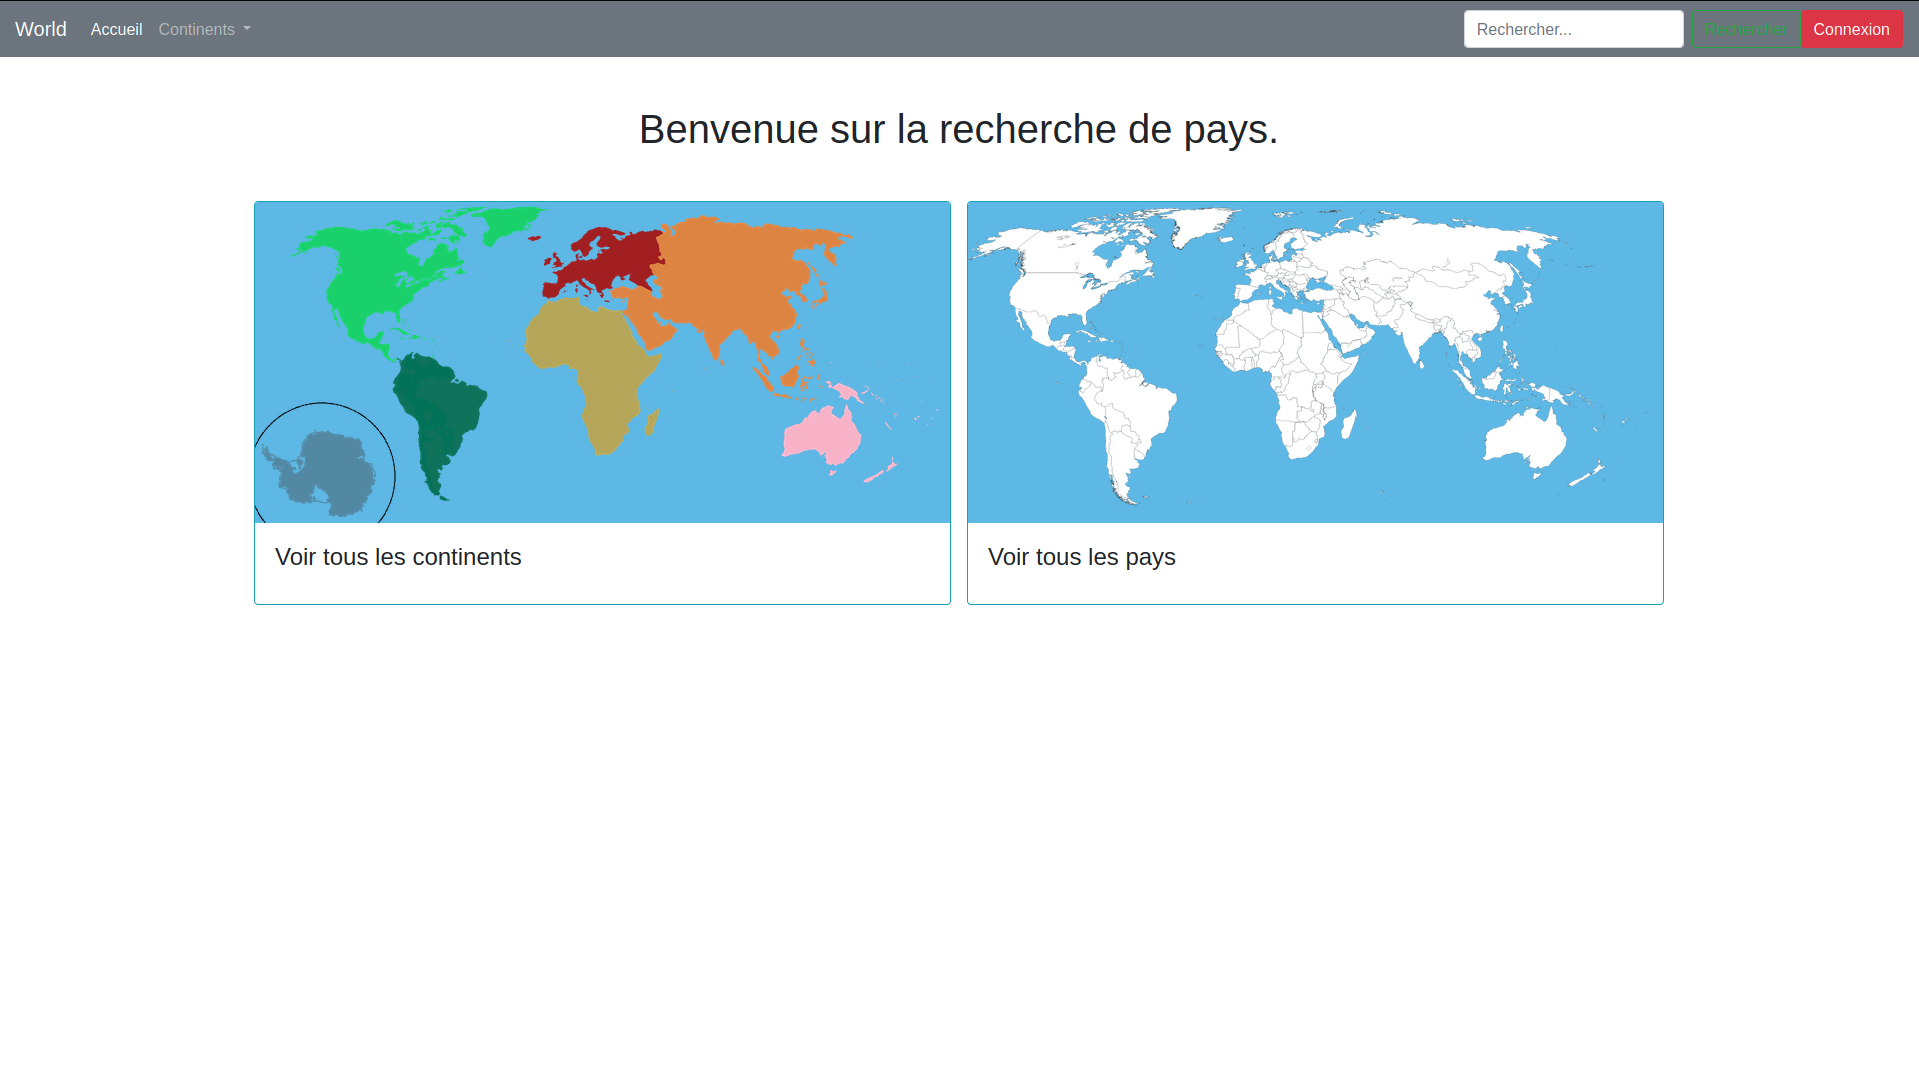 World Accueil Continents Rechercher... Rechercher Connexion
Benvenue sur la recherche de pays.
Voir tous les continents
Voir tous les pays